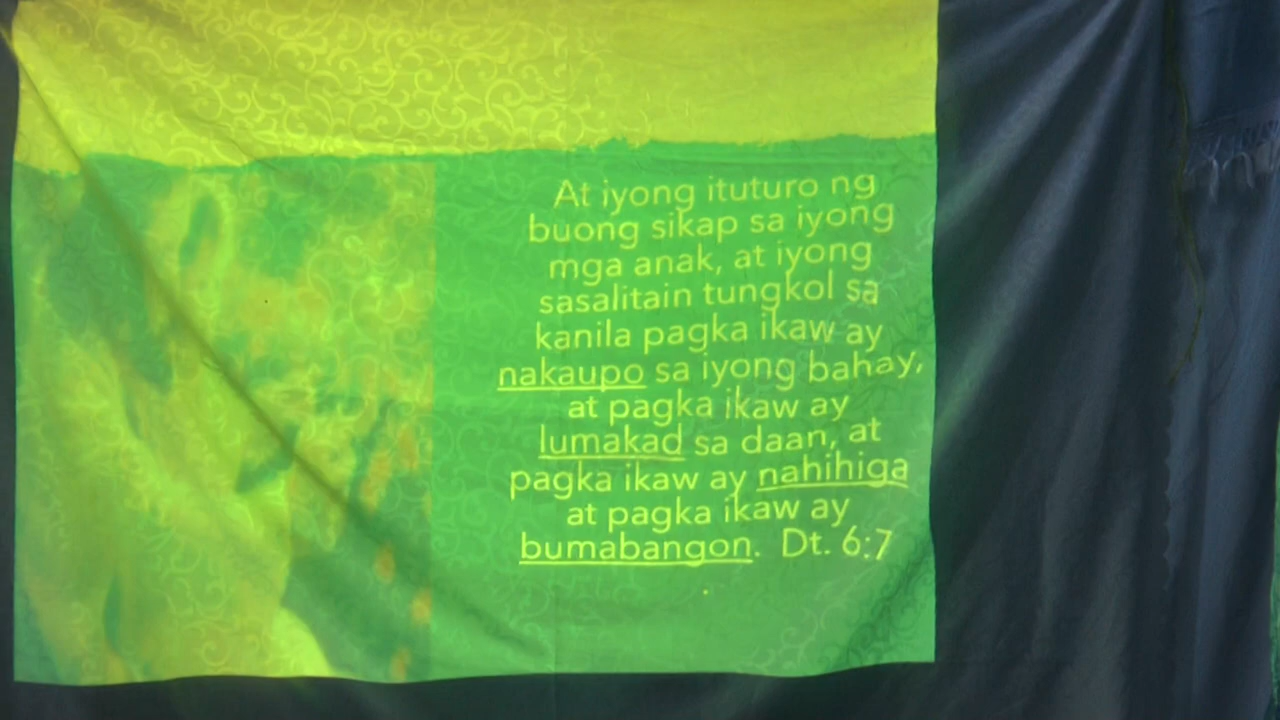 At iyong ituturo ng
buong sikap sa iyong
mga anak, at iyong
sasalitain tungkol sa
kanila pagka ikaw ay
nakaupo sa iyong bahay,
at pagka ikaw ay
lumakad sa daan, at
pagka ikaw ay nahihiga
at pagka ikaw ay
bumabangon. Dt. 6:7